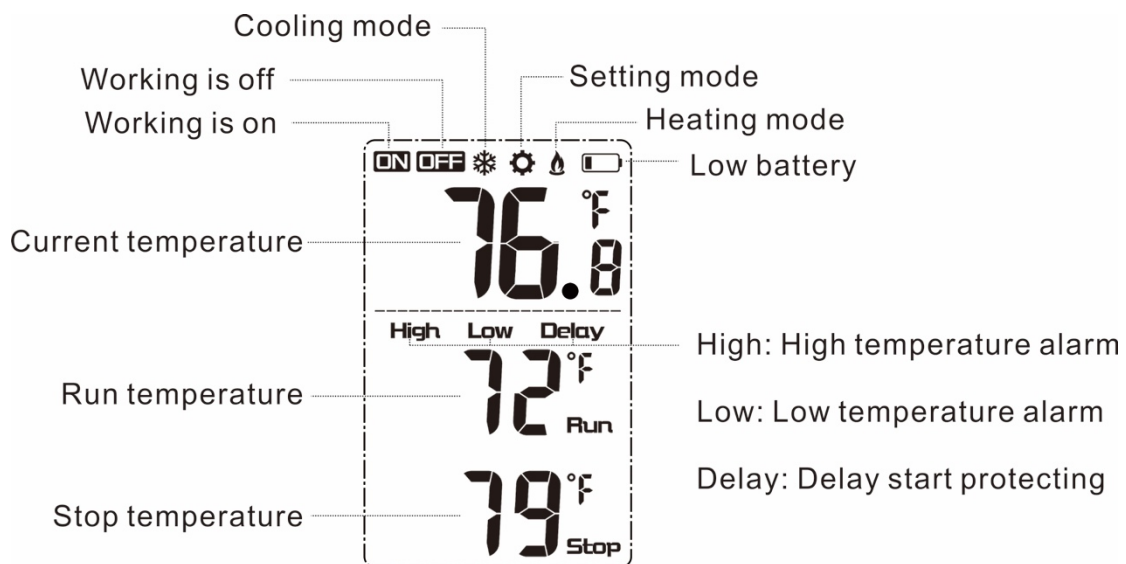 Cooling mode
Working is off
Setting mode
Working is on
Heating mode
ON OFF
Low battery
Current temperature
76.8 °F
High Low Delay
High: High temperature alarm
Run temperature
72 °F Run
Low: Low temperature alarm
Delay: Delay start protecting
Stop temperature
79 °F Stop